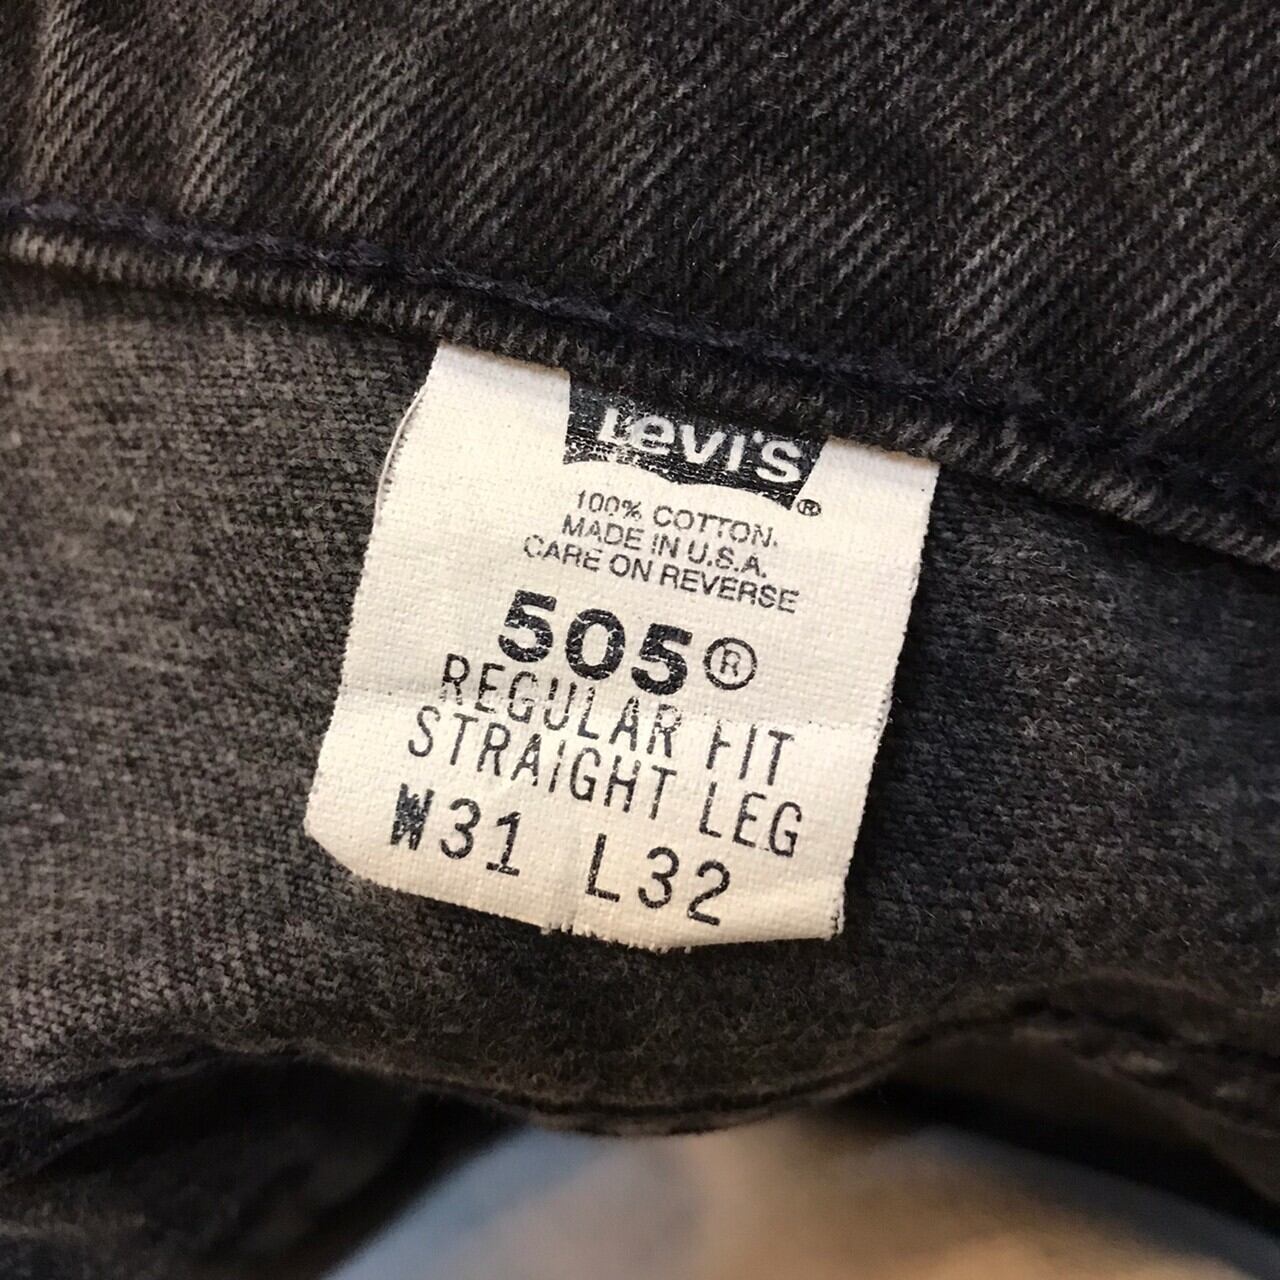 Levi's®
100% COTTON.
MADE IN U.S.A.
CARE ON REVERSE
505®
REGULAR FIT
STRAIGHT LEG
W31 L32